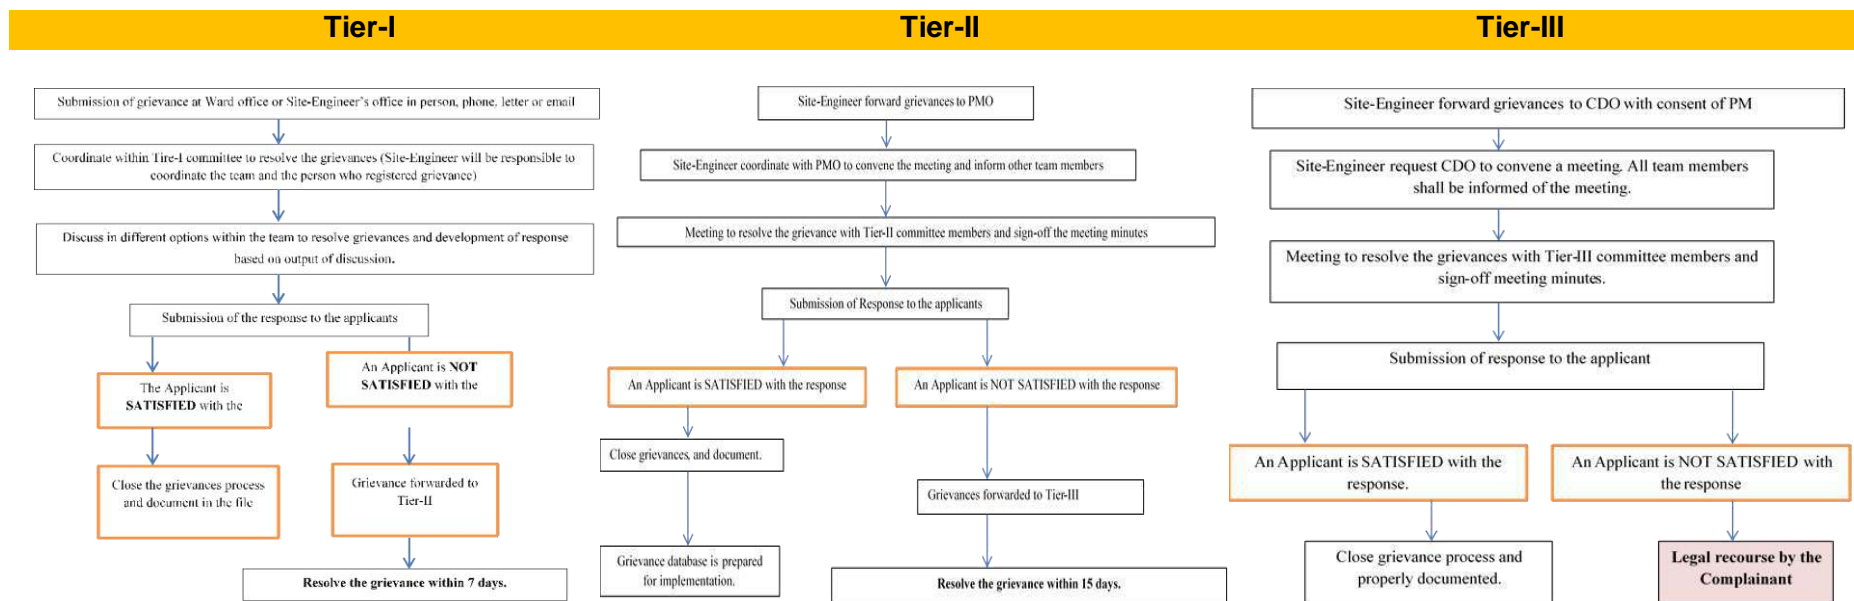 Tier-I
Tier-II
Tier-III
Submission of grievance at Ward office or Site-Engineer's office in person, phone, letter or email
Coordinate within Tire-I committee to resolve the grievances (Site-Engineer will be responsible to
coordinate the team and the person who registered grievance)
Discuss in different options within the team to resolve grievances and development of response
based on output of discussion.
Submission of the response to the applicants
The Applicant is
SATISFIED with the
An Applicant is NOT
SATISFIED with the
Close the grievances process
and document in the file
Grievance forwarded to
Tier-II
Resolve the grievance within 7 days.
Site-Engineer forward grievances to PMO
Site-Engineer coordinate with PMO to convene the meeting and inform other team members
Meeting to resolve the grievance with Tier-II committee members and sign-off the meeting minutes
Submission of Response to the applicants
An Applicant is SATISFIED with the response
An Applicant is NOT SATISFIED with the response
Close grievances, and document.
Grievances forwarded to Tier-III
Grievance database is prepared
for implementation.
Resolve the grievance within 15 days.
Site-Engineer forward grievances to CDO with consent of PM
Site-Engineer request CDO to convene a meeting. All team members
shall be informed of the meeting.
Meeting to resolve the grievances with Tier-III committee members and
sign-off meeting minutes.
Submission of response to the applicant
An Applicant is SATISFIED with the
response.
An Applicant is NOT SATISFIED with
the response
Close grievance process and
properly documented.
Legal recourse by the
Complainant